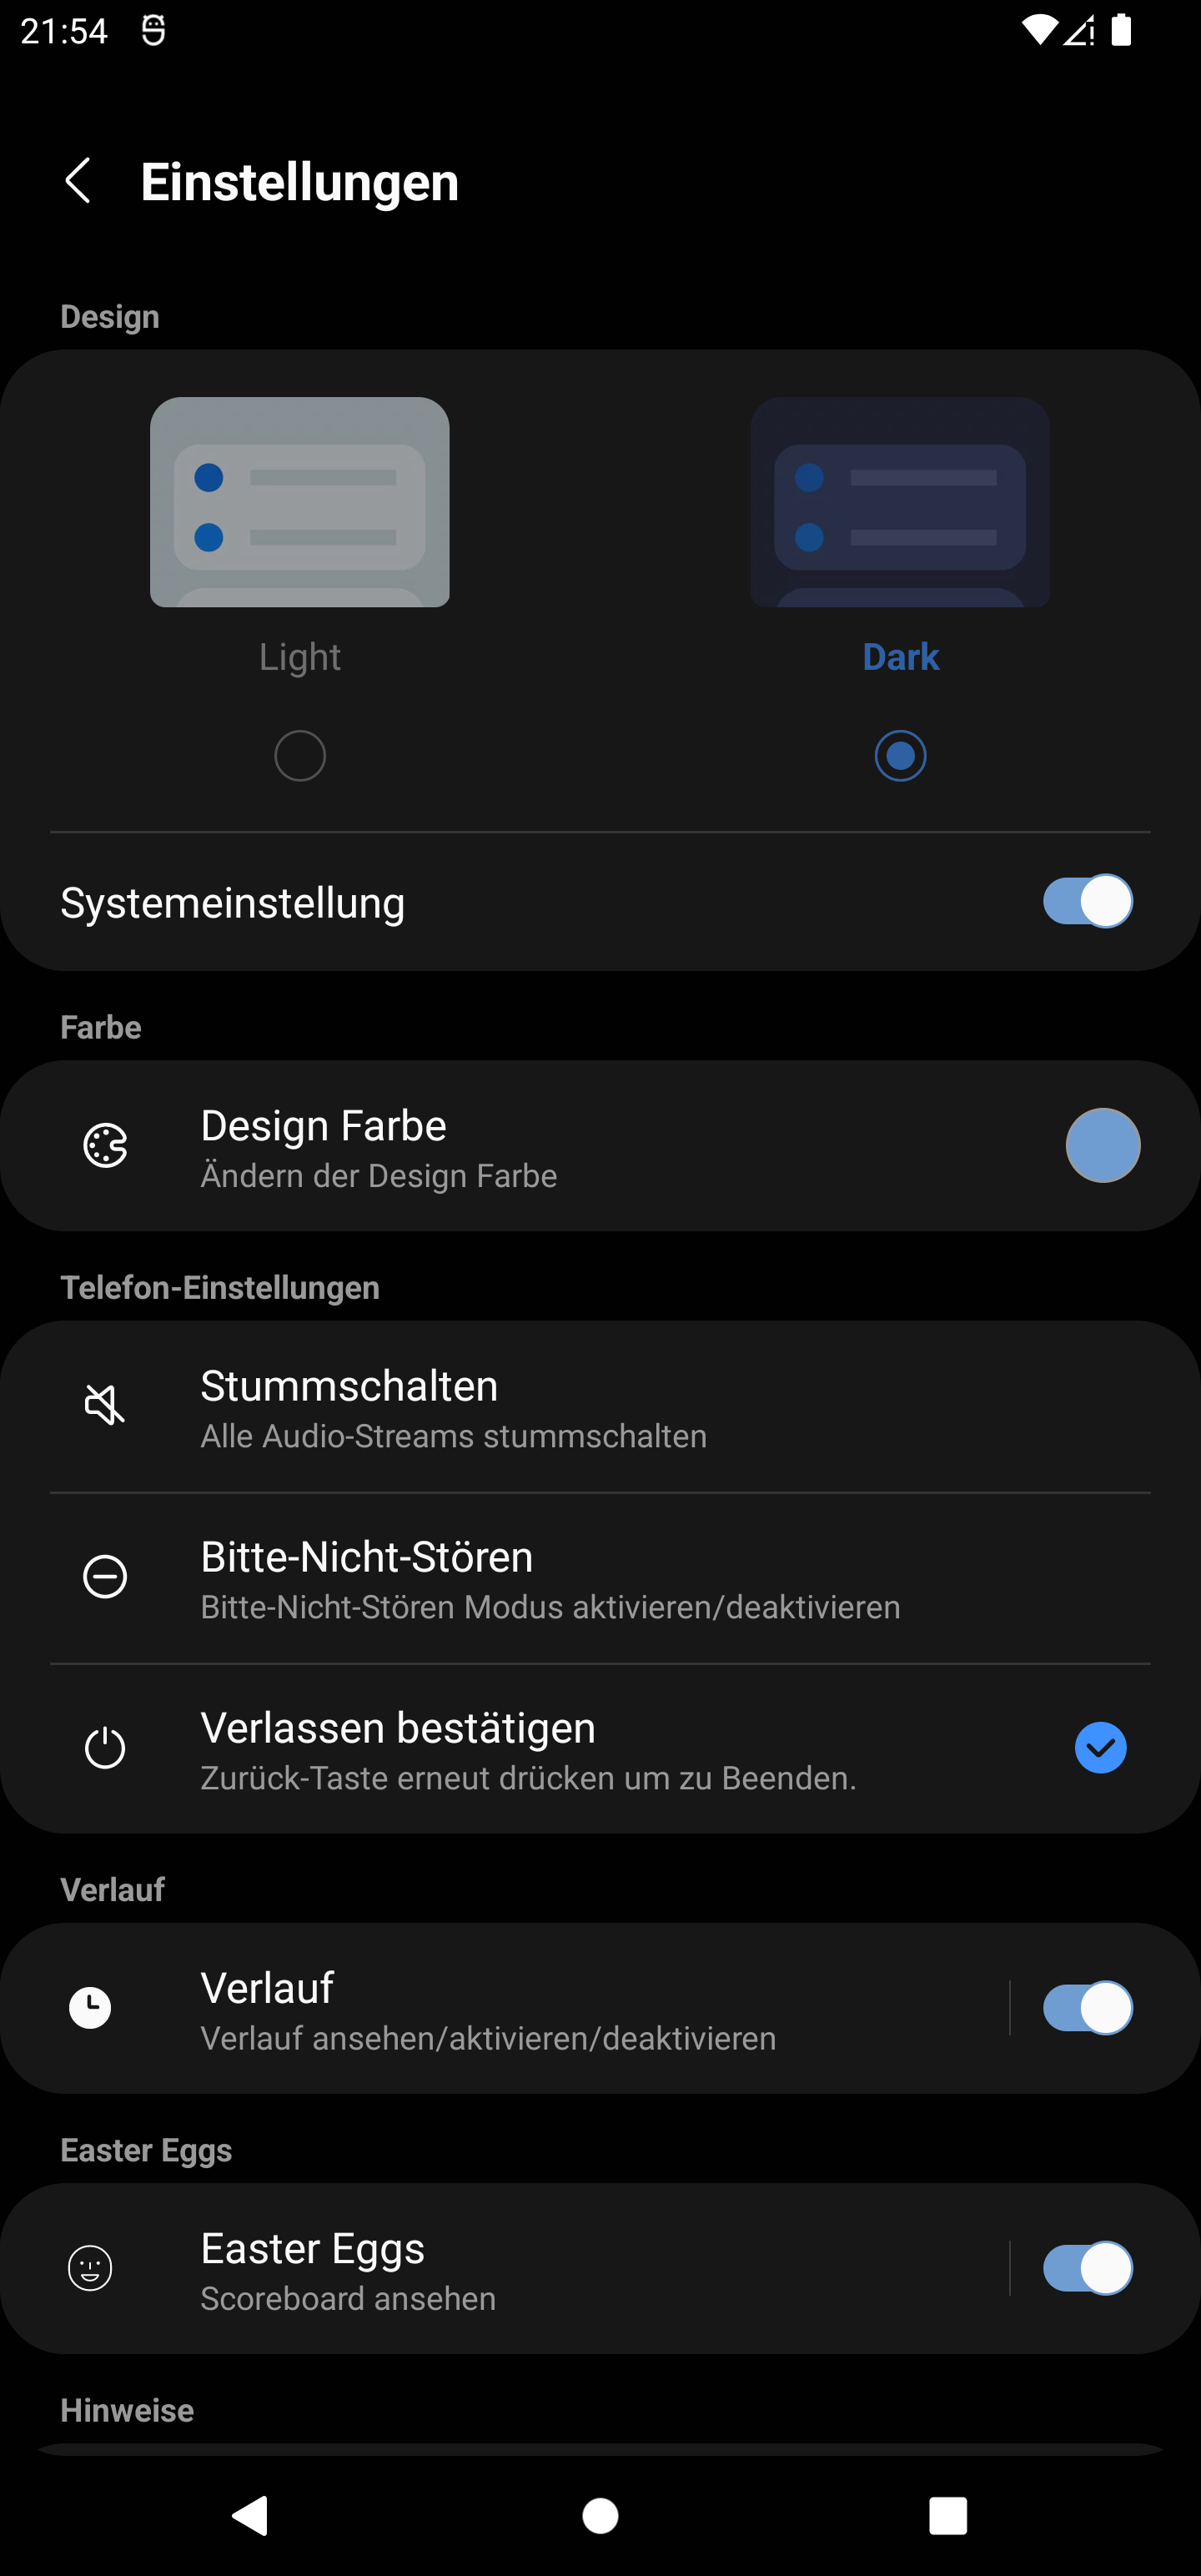 21:54
Einstellungen
Design
Light
Dark
Systemeinstellung
Farbe
Design Farbe
Ändern der Design Farbe
Telefon-Einstellungen
Stummschalten
Alle Audio-Streams stummschalten
Bitte-Nicht-Stören
Bitte-Nicht-Stören Modus aktivieren/deaktivieren
Verlassen bestätigen
Zurück-Taste erneut drücken um zu Beenden.
Verlauf
Verlauf
Verlauf ansehen/aktivieren/deaktivieren
Easter Eggs
Easter Eggs
Scoreboard ansehen
Hinweise